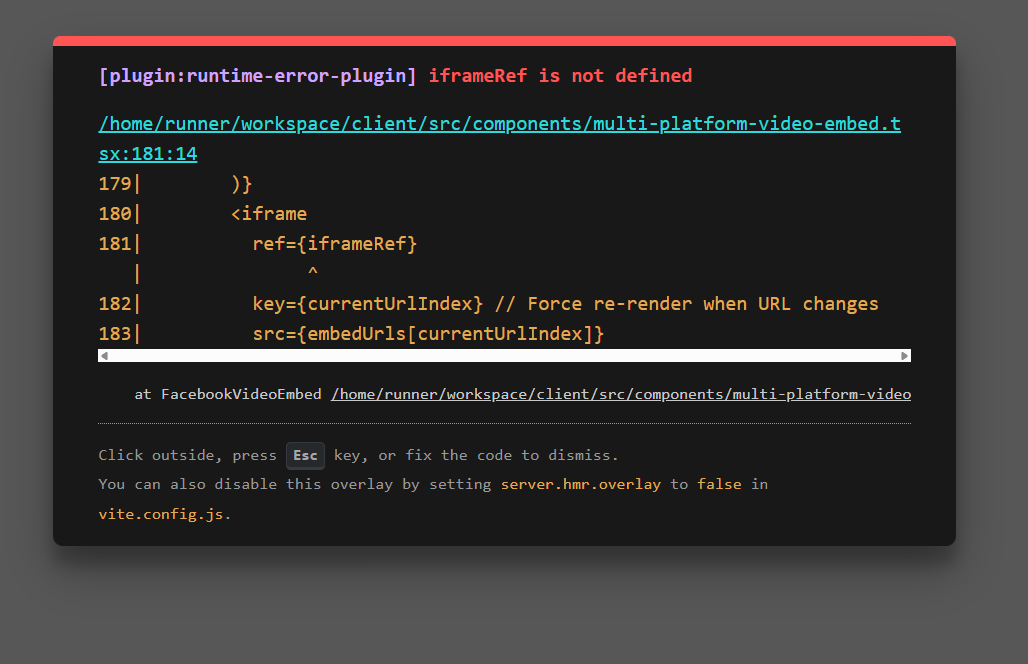 [plugin:runtime-error-plugin] iframeRef is not defined
/home/runner/workspace/client/src/components/multi-platform-video-embed.t
sx:181:14
179|        )}
180|        <iframe
181|          ref={iframeRef}
   |               ^
182|          key={currentUrlIndex} // Force re-render when URL changes
183|          src={embedUrls[currentUrlIndex]}
at FacebookVideoEmbed /home/runner/workspace/client/src/components/multi-platform-video
Click outside, press Esc key, or fix the code to dismiss.
You can also disable this overlay by setting server.hmr.overlay to false in
vite.config.js.